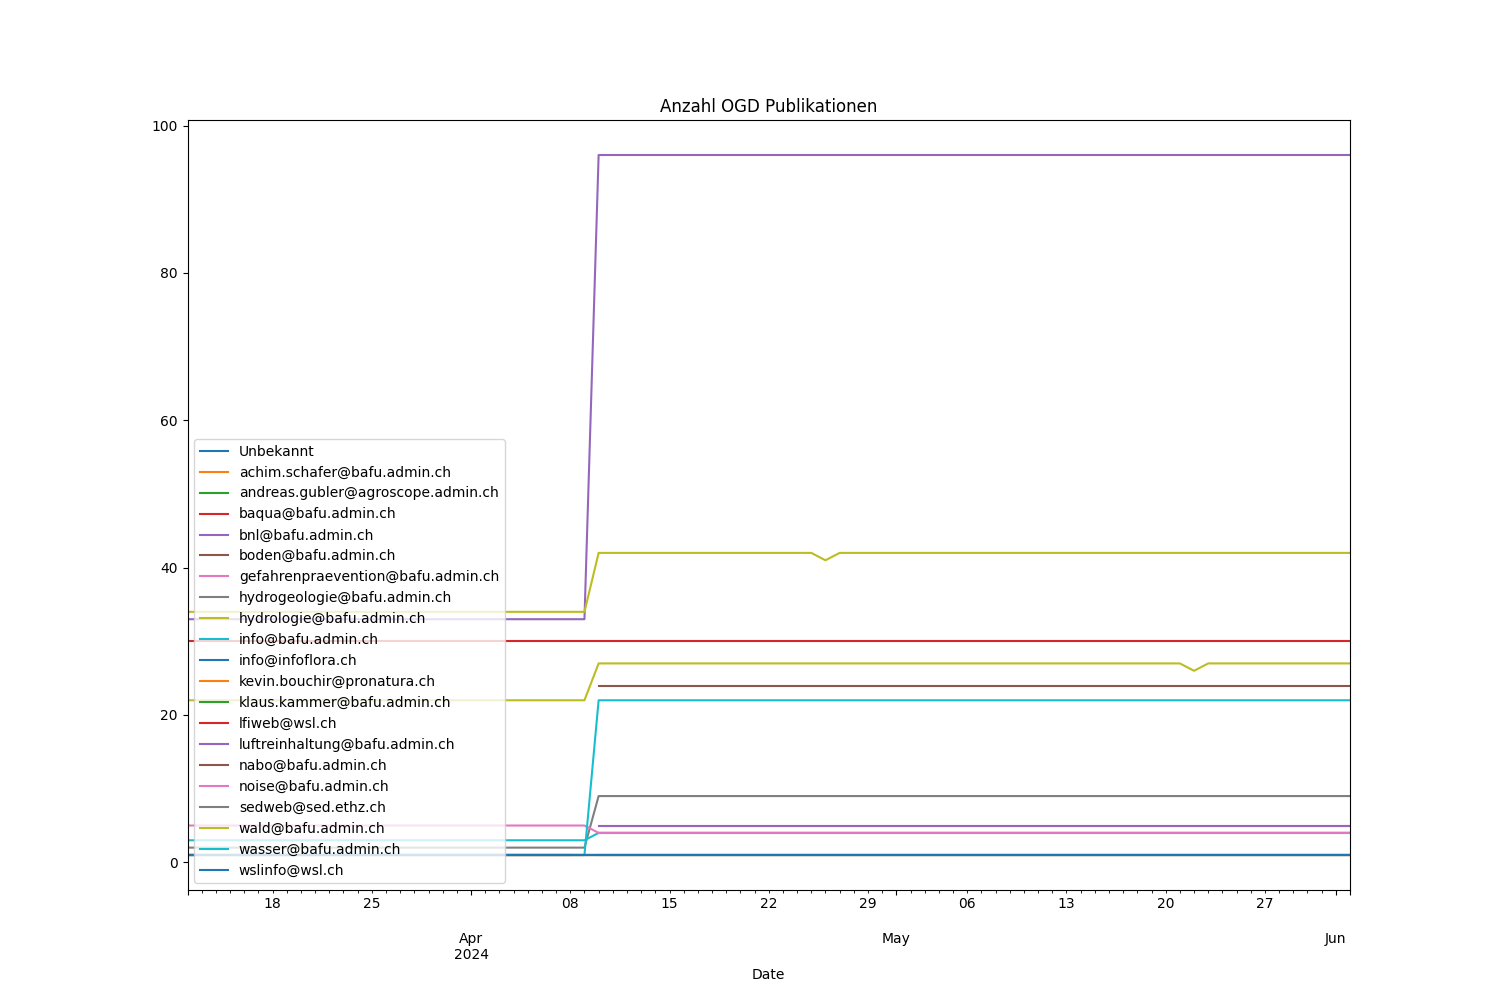 Anzahl OGD Publikationen
100
80
60
40
20
0
Unbekannt
achim.schafer@bafu.admin.ch
andreas.gubler@agroscope.admin.ch
baqua@bafu.admin.ch
bnl@bafu.admin.ch
boden@bafu.admin.ch
gefahrenpraevention@bafu.admin.ch
hydrogeologie@bafu.admin.ch
hydrologie@bafu.admin.ch
info@bafu.admin.ch
info@infoflora.ch
kevin.bouchir@pronatura.ch
klaus.kammer@bafu.admin.ch
lfiweb@wsl.ch
luftreinhaltung@bafu.admin.ch
nabo@bafu.admin.ch
noise@bafu.admin.ch
sedweb@sed.ethz.ch
wald@bafu.admin.ch
wasser@bafu.admin.ch
wslinfo@wsl.ch
18 25 08 15 22 29 06 13 20 27
Apr May Jun
2024
Date